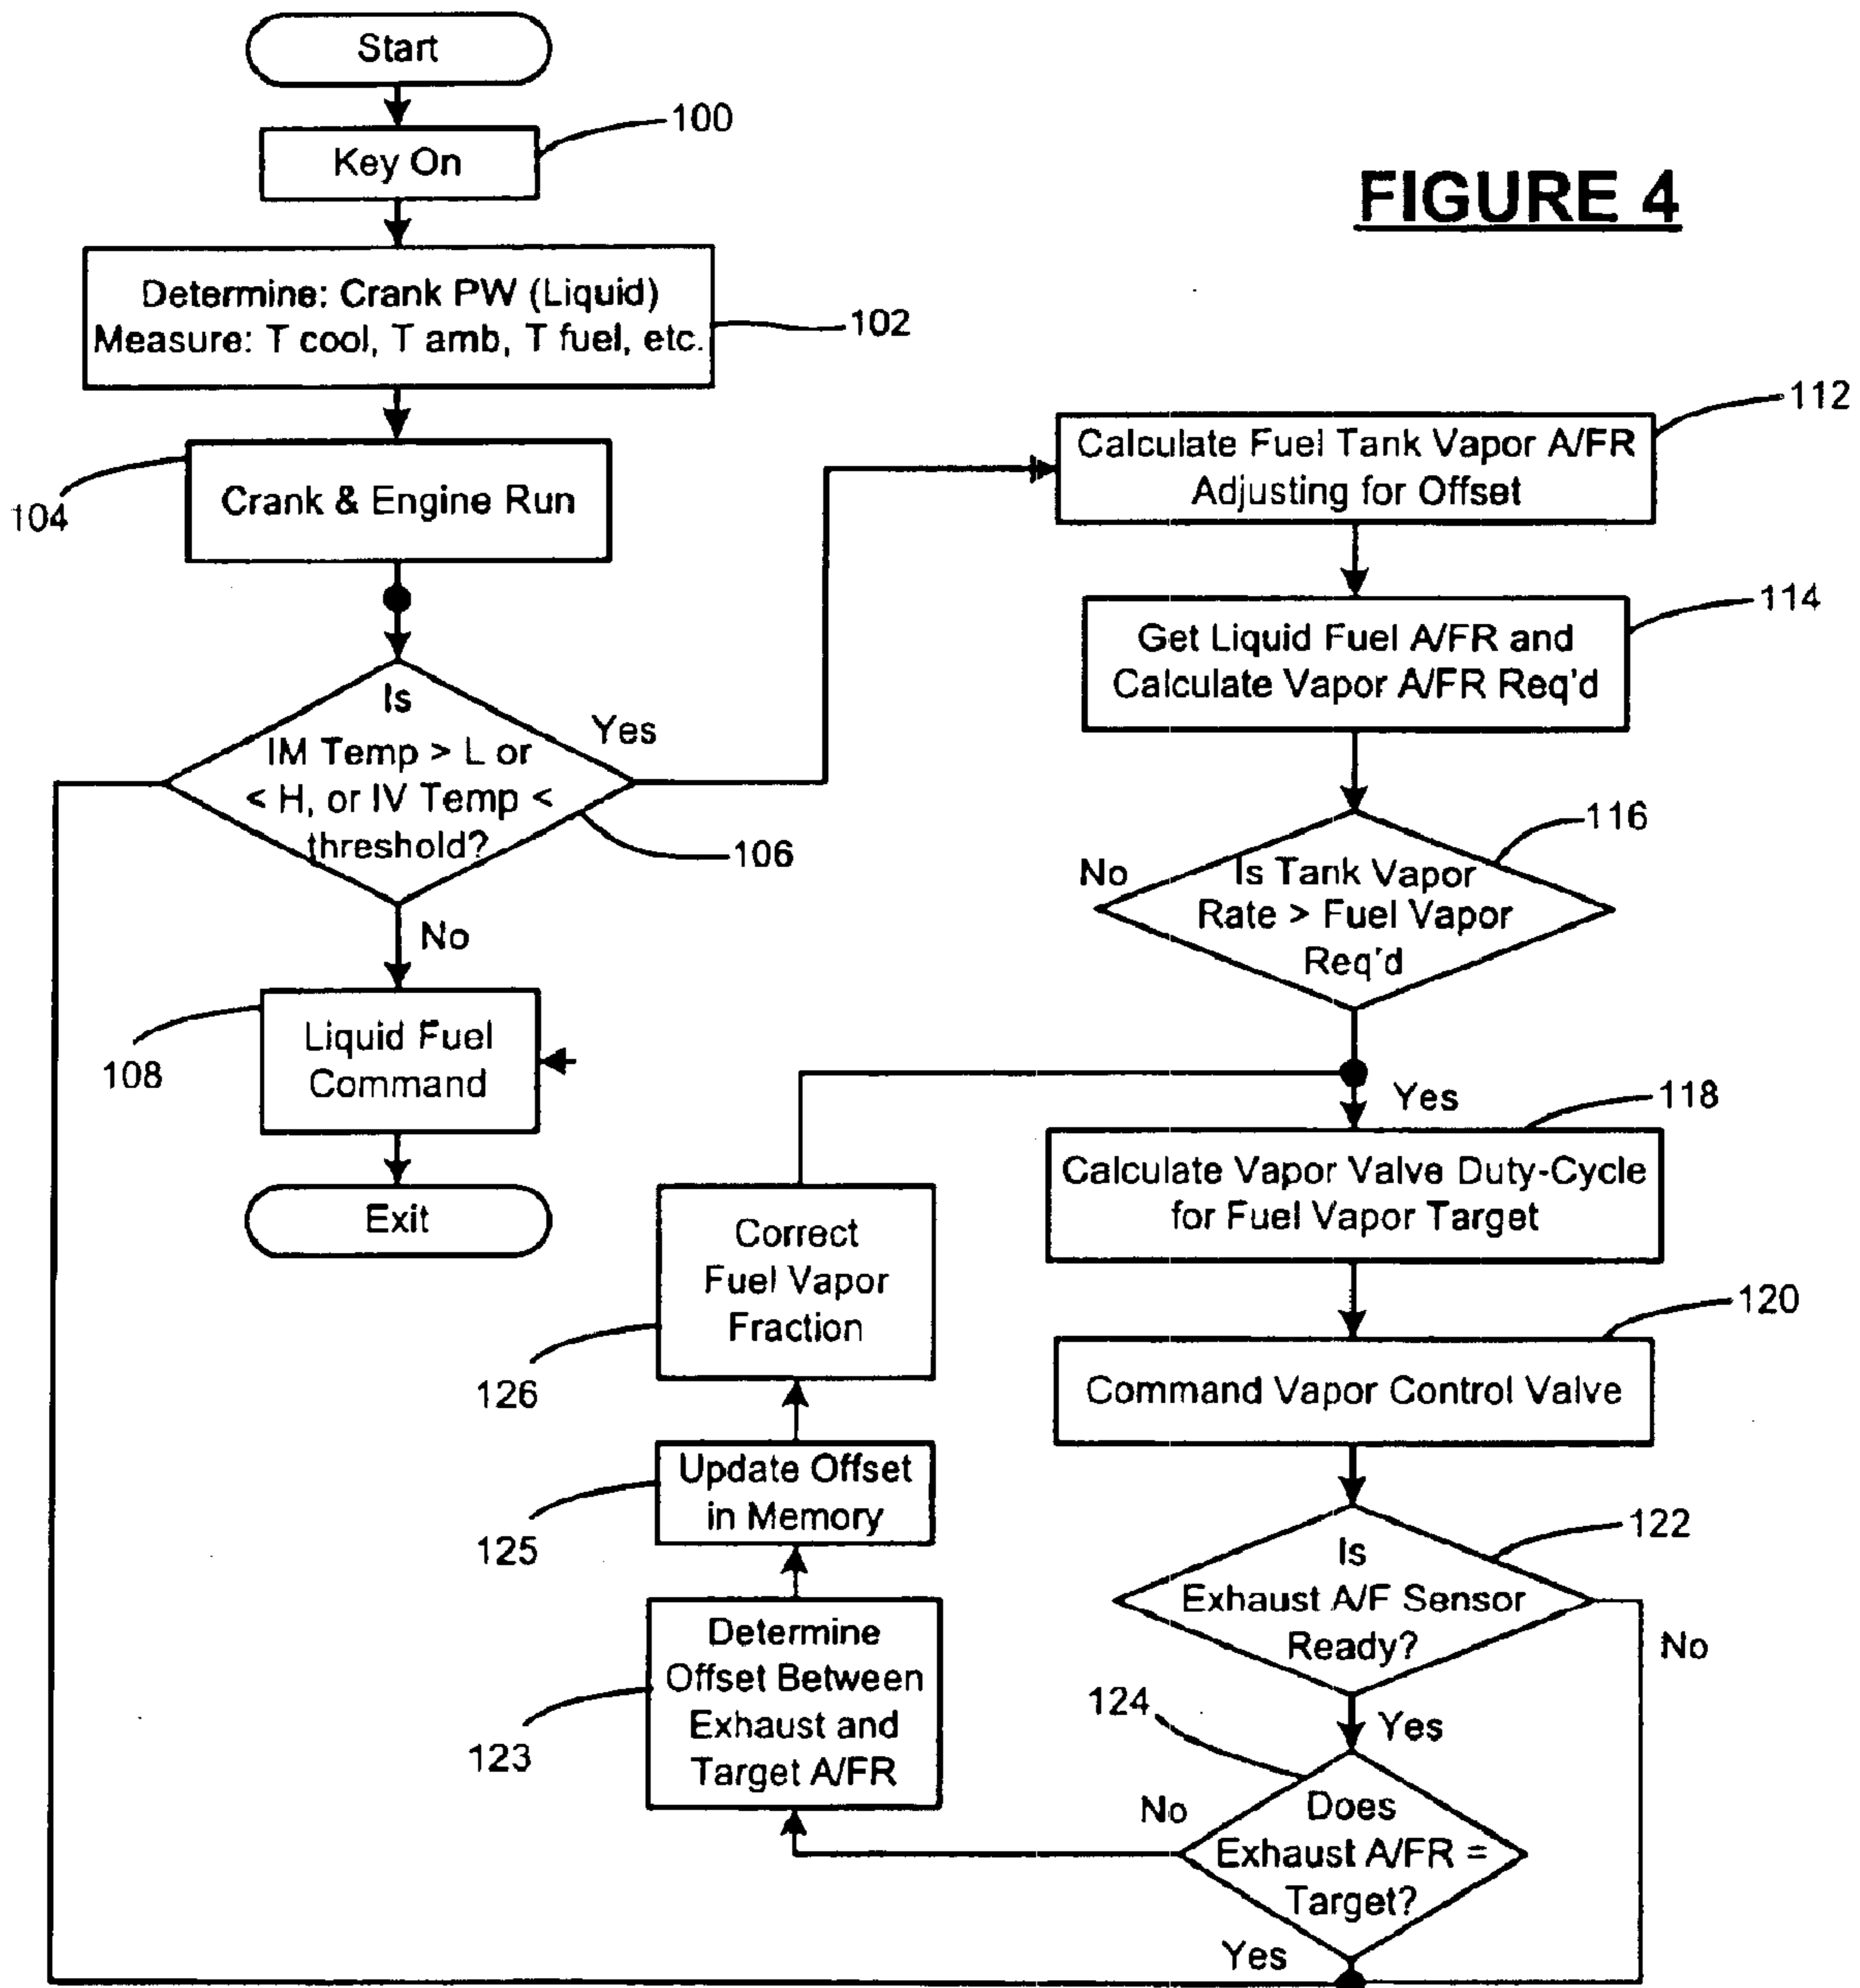 FIGURE 4
Start
Key On
100
Determine: Crank PW (Liquid)
Measure: T cool, T amb, T fuel, etc.
102
Crank & Engine Run
104
Is
IM Temp > L or
< H, or IV Temp <
threshold?
106
Yes
No
Liquid Fuel
Command
108
Exit
Calculate Fuel Tank Vapor A/FR
Adjusting for Offset
112
Get Liquid Fuel A/FR and
Calculate Vapor A/FR Req'd
114
Is Tank Vapor
Rate > Fuel Vapor
Req'd
116
No
Yes
Calculate Vapor Valve Duty-Cycle
for Fuel Vapor Target
118
Command Vapor Control Valve
120
Is
Exhaust A/F Sensor
Ready?
122
No
Yes
Does
Exhaust A/FR =
Target?
124
No
Yes
Determine
Offset Between
Exhaust and
Target A/FR
123
Update Offset
in Memory
125
Correct
Fuel Vapor
Fraction
126